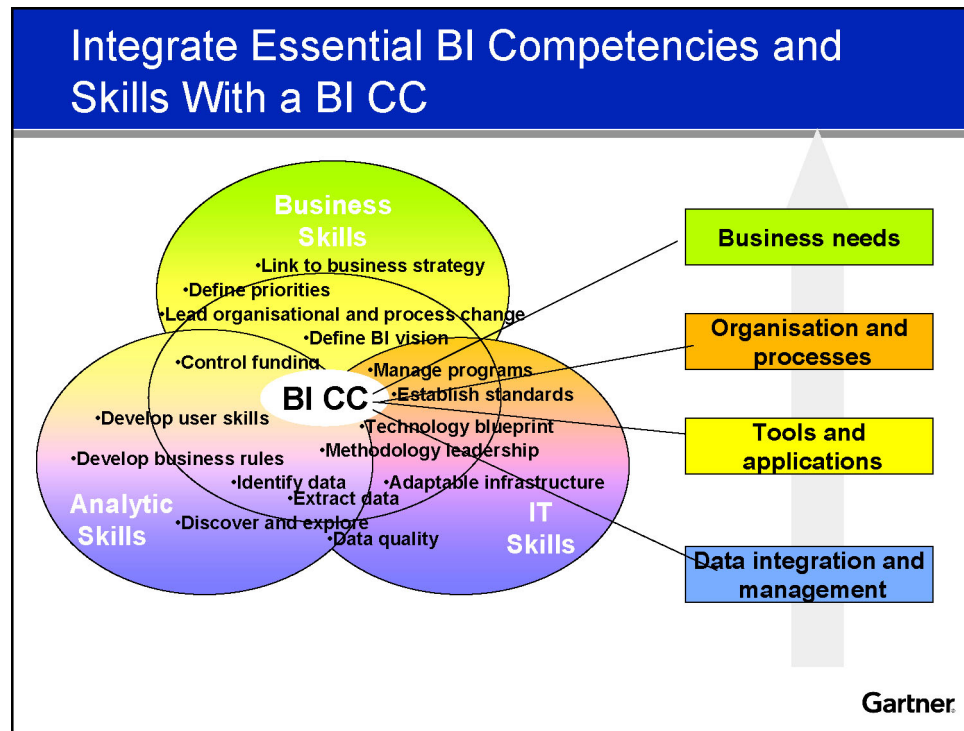 Integrate Essential BI Competencies and
Skills With a BI CC
Business
Skills
•Link to business strategy
•Define priorities
•Lead organisational and process change
•Define BI vision
•Control funding
•Manage programs
•Establish standards
BI CC
•Develop user skills
•Technology blueprint
•Methodology leadership
•Develop business rules
•Identify data
•Adaptable infrastructure
•Extract data
Analytic
Skills
•Discover and explore
•Data quality
IT
Skills
Business needs
Organisation and
processes
Tools and
applications
Data integration and
management
Gartner.